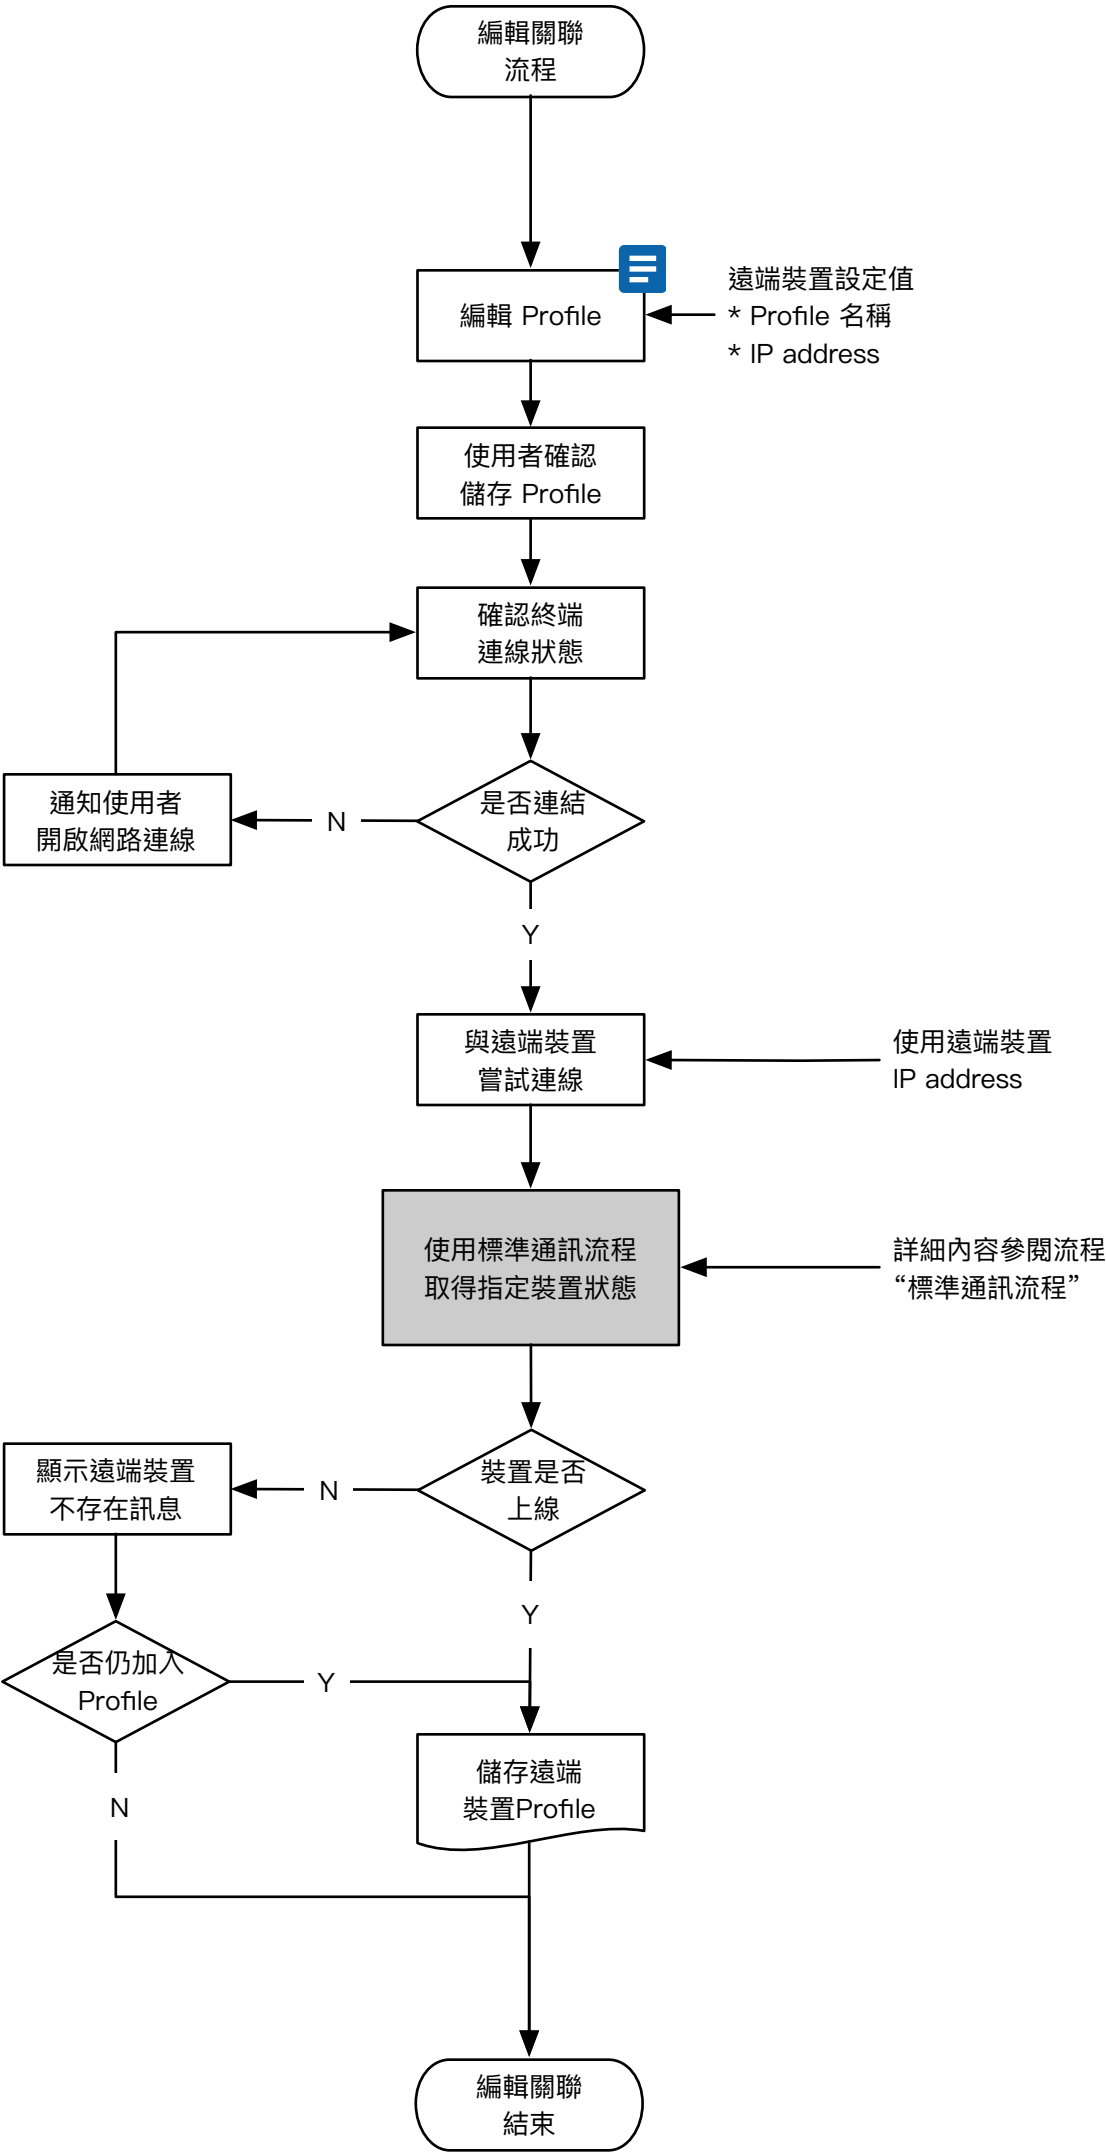 編輯關聯
流程
編輯 Profile
遠端裝置設定值
* Profile 名稱
* IP address
使用者確認
儲存 Profile
確認終端
連線狀態
通知使用者
開啟網路連線
N
是否連結
成功
Y
與遠端裝置
嘗試連線
使用遠端裝置
IP address
使用標準通訊流程
取得指定裝置狀態
詳細內容參閱流程
“標準通訊流程”
顯示遠端裝置
不存在訊息
N
裝置是否
上線
Y
是否仍加入
Profile
Y
N
儲存遠端
裝置Profile
編輯關聯
結束